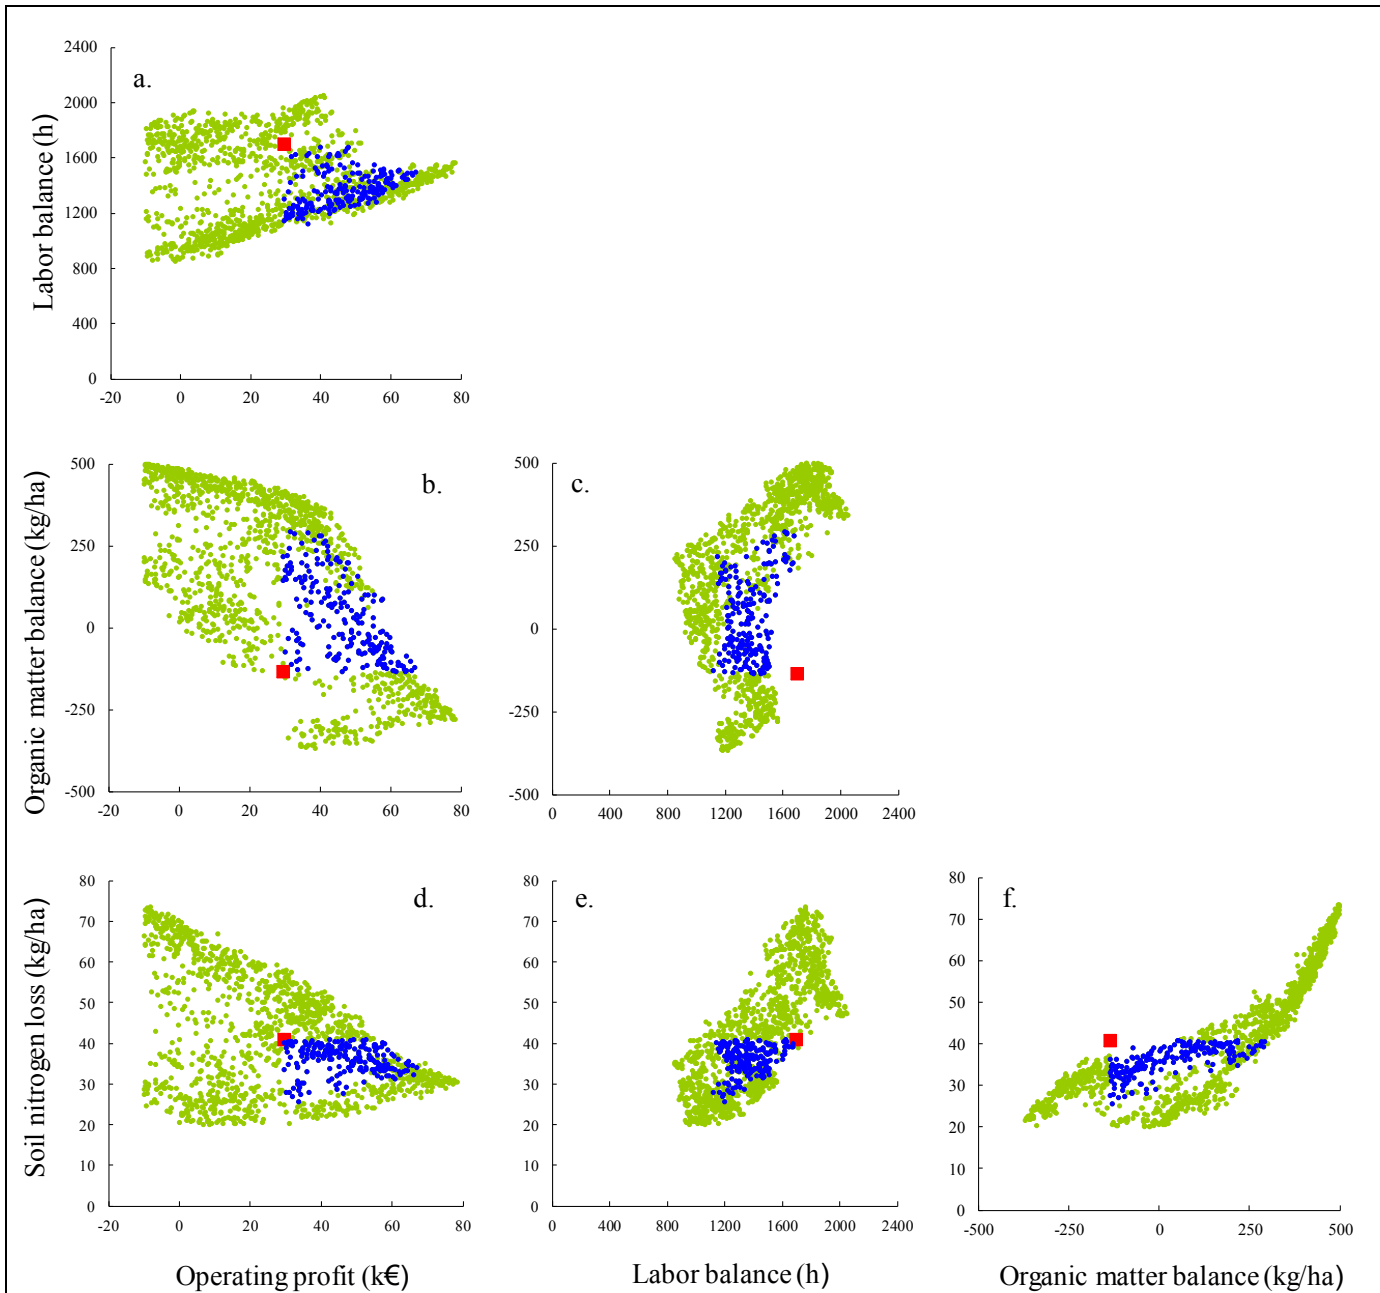 a.
Labor balance (h)
2400
2000
1600
1200
800
400
0
-20 0 20 40 60 80
b.
Organic matter balance (kg/ha)
500
250
0
-250
-500
-20 0 20 40 60 80
c.
500
250
0
-250
-500
0 400 800 1200 1600 2000 2400
d.
Soil nitrogen loss (kg/ha)
80
70
60
50
40
30
20
10
0
-20 0 20 40 60 80
Operating profit (k€)
e.
80
70
60
50
40
30
20
10
0
0 400 800 1200 1600 2000 2400
Labor balance (h)
f.
80
70
60
50
40
30
20
10
0
-500 -250 0 250 500
Organic matter balance (kg/ha)